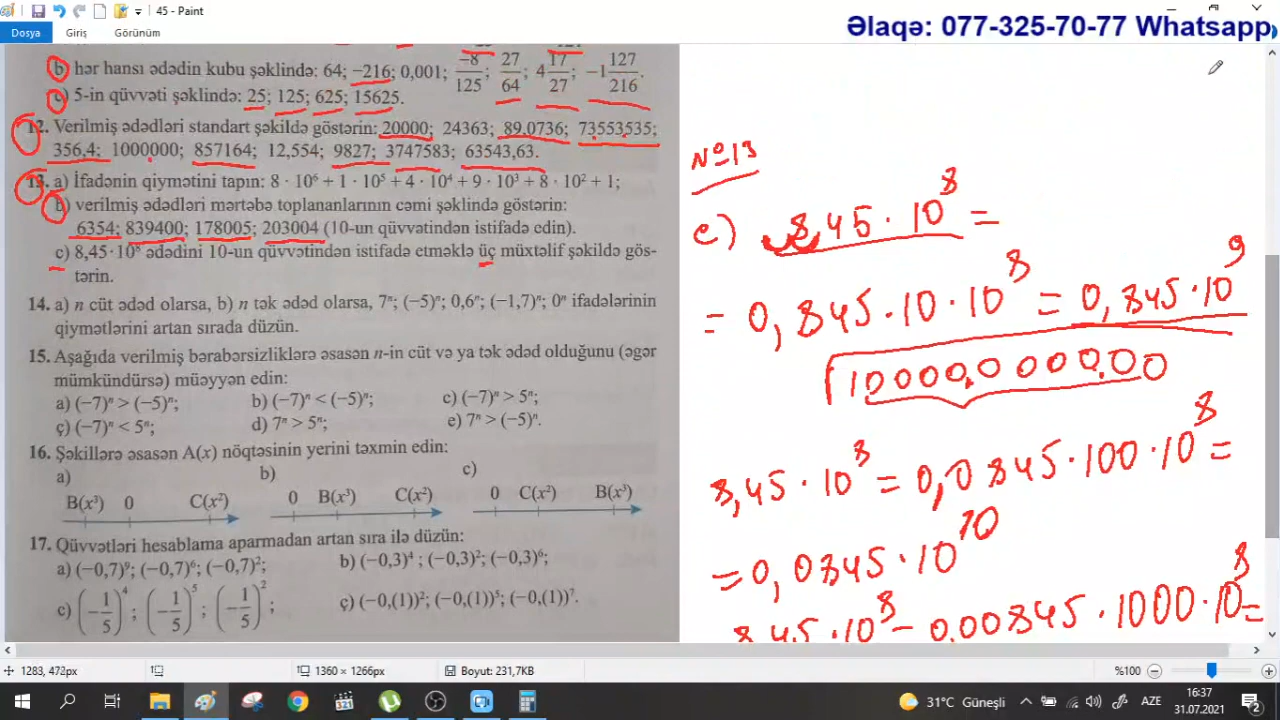 45 - Paint
Əlaqə: 077-325-70-77 Whatsapp
Dosya Giriş Görünüm
b) hər hansı ədədin kubu şəklində: 64; −216; 0,001; −8/125; 27/64; 4 17/27; −1 127/216.
c) 5-in qüvvəti şəklində: 25; 125; 625; 15625.
12. Verilmiş ədədləri standart şəkildə göstərin: 20000; 24363; 89,0736; 73553535;
356,4; 1000000; 857164; 12,554; 9827; 3747583; 63543,63.
13. a) İfadənin qiymətini tapın: 8 · 10⁶ + 1 · 10⁵ + 4 · 10⁴ + 9 · 10³ + 8 · 10² + 1;
b) verilmiş ədədləri mərtəbə toplananlarının cəmi şəklində göstərin:
6354; 839400; 178005; 203004 (10-un qüvvətindən istifadə edin).
c) 8,45·10⁸ ədədini 10-un qüvvətindən istifadə etməklə üç müxtəlif şəkildə gös-
tərin.
14. a) n cüt ədəd olarsa, b) n tək ədəd olarsa, 7ⁿ; (−5)ⁿ; 0,6ⁿ; (−1,7)ⁿ; 0ⁿ ifadələrinin
qiymətlərini artan sırada düzün.
15. Aşağıda verilmiş bərabərsizliklərə əsasən n-in cüt və ya tək ədəd olduğunu (əgər
mümkündürsə) müəyyən edin:
a) (−7)ⁿ > (−5)ⁿ; b) (−7)ⁿ < (−5)ⁿ; c) (−7)ⁿ > 5ⁿ;
ç) (−7)ⁿ < 5ⁿ; d) 7ⁿ > 5ⁿ; e) 7ⁿ > (−5)ⁿ.
16. Şəkillərə əsasən A(x) nöqtəsinin yerini təxmin edin:
a) b) c)
B(x³) 0 C(x²) 0 B(x³) C(x²) 0 C(x²) B(x³)
17. Qüvvətləri hesablama aparmadan artan sıra ilə düzün:
a) (−0,7)⁹; (−0,7)⁶; (−0,7)²; b) (−0,3)⁴ ; (−0,3)²; (−0,3)⁶;
c) (−1/5)⁴ ; (−1/5)⁵ ; (−1/5)² ; ç) (−0,(1))²; (−0,(1))⁵; (−0,(1))⁷.
№13
c) 8,45 · 10⁸ =
= 0,845 · 10 · 10⁸ = 0,845 · 10⁹
10000000000
8,45 · 10⁸ = 0,0845 · 100 · 10⁸ =
= 0,0845 · 10¹⁰
8,45 · 10⁸ = 0,00845 · 1000 · 10⁸ =
1283, 473px 1360 × 1266px Boyut: 231,7KB %100
31°C Güneşli AZE 16:37
31.07.2021 2